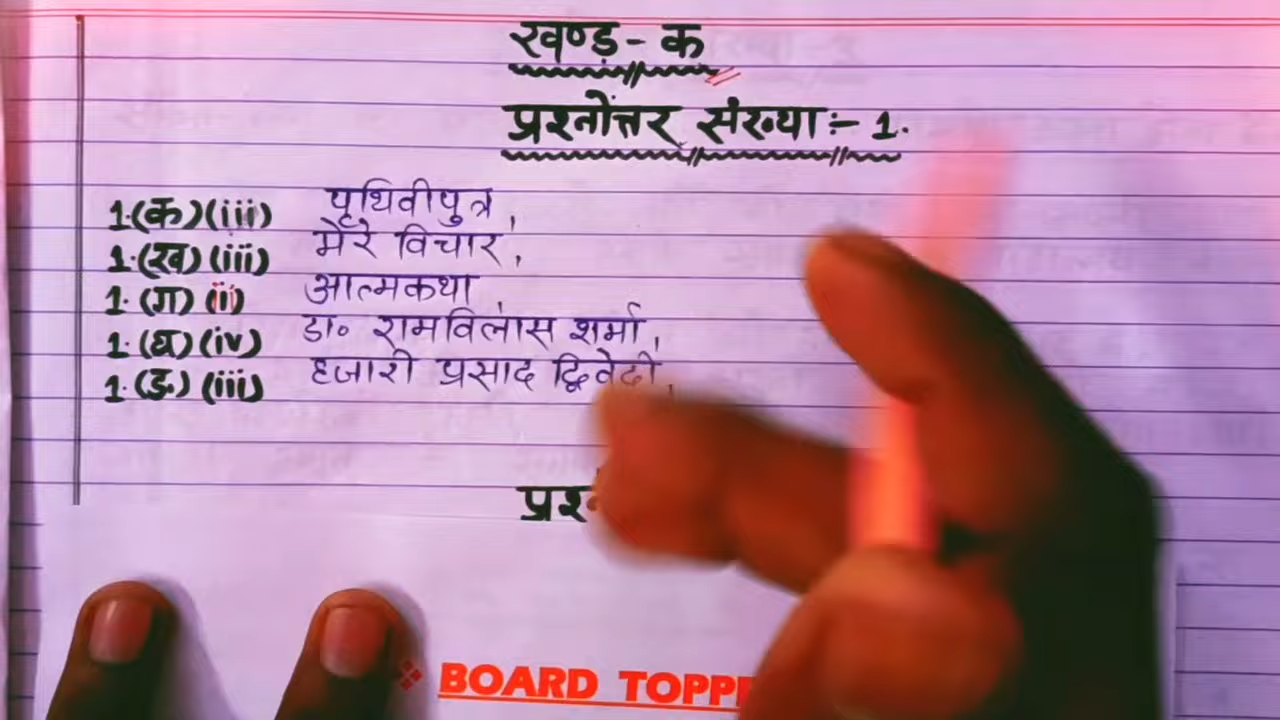 खण्ड़ - क
प्रश्नोंत्तर संख्या:- 1.
1.(क)(iii) पृथिवीपुत्र,
1.(ख)(iii) मेरे विचार,
1.(ग)(ii) आत्मकथा,
1.(घ)(iv) डा० रामविलास शर्मा,
1.(ङ)(iii) हजारी प्रसाद द्विवेदी,
BOARD